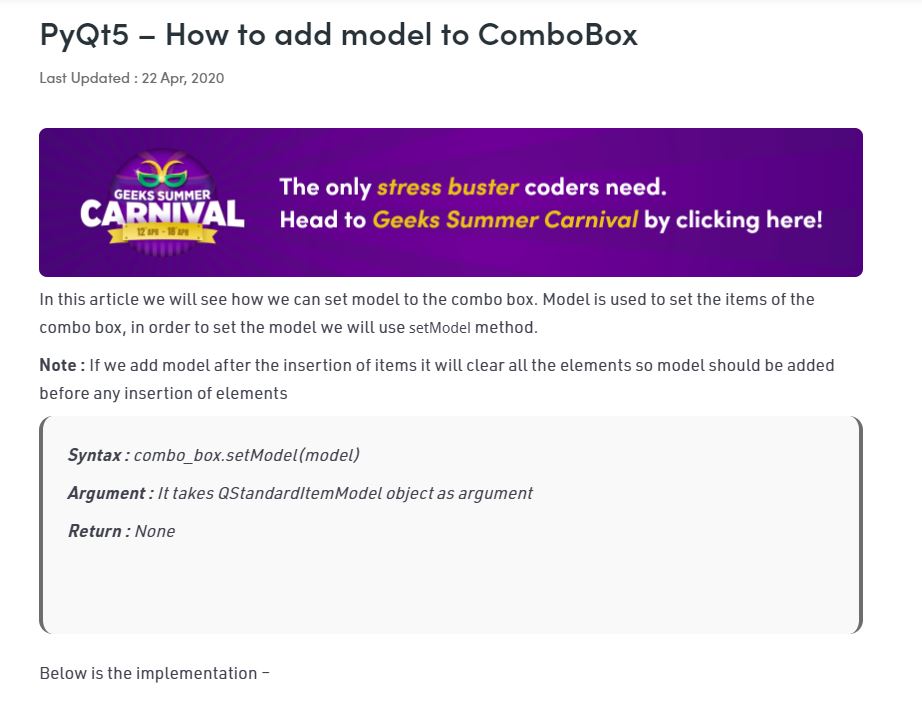 PyQt5 – How to add model to ComboBox
Last Updated : 22 Apr, 2020
GEEKS SUMMER
CARNIVAL
12 APR - 16 APR
The only stress buster coders need.
Head to Geeks Summer Carnival by clicking here!
In this article we will see how we can set model to the combo box. Model is used to set the items of the
combo box, in order to set the model we will use setModel method.
Note : If we add model after the insertion of items it will clear all the elements so model should be added
before any insertion of elements
Syntax : combo_box.setModel(model)
Argument : It takes QStandardItemModel object as argument
Return : None
Below is the implementation –